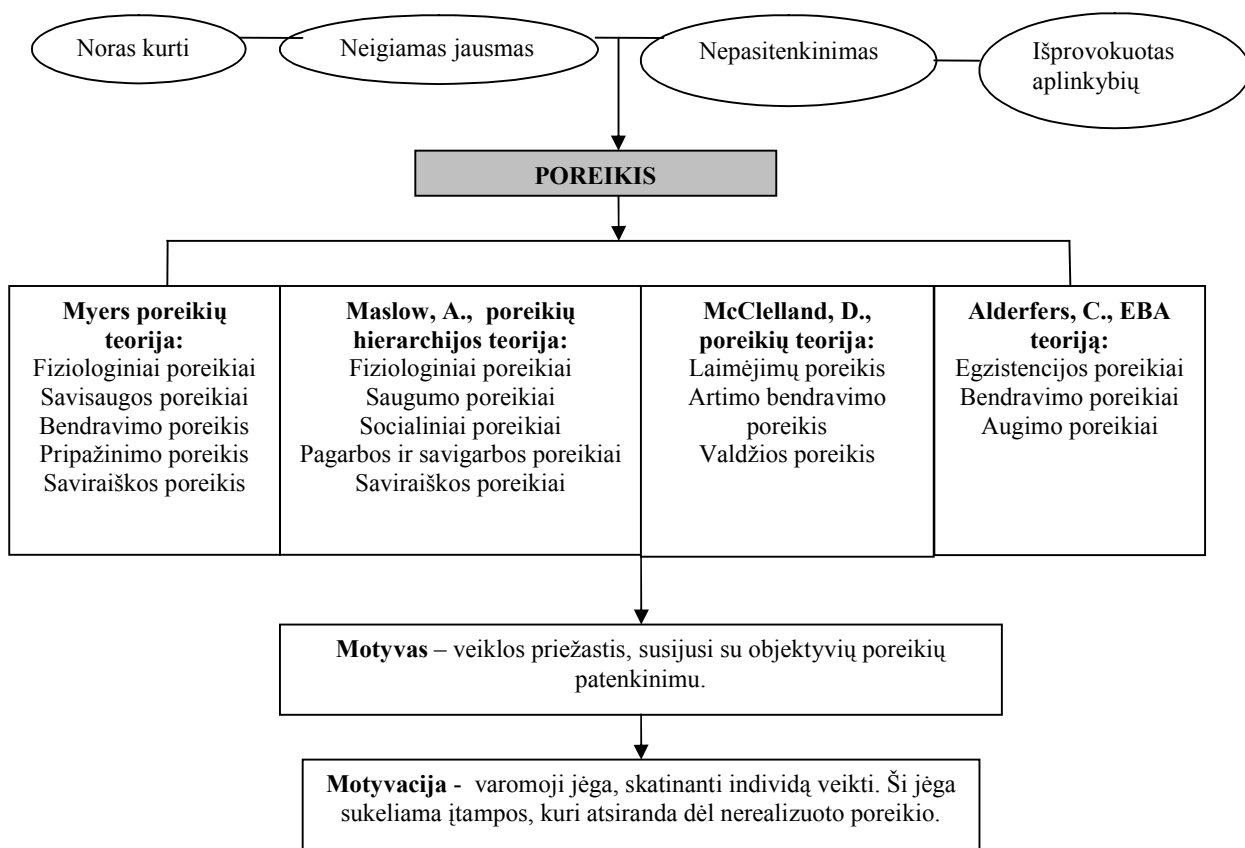 Noras kurti
Neigiamas jausmas
Nepasitenkinimas
Išprovokuotas
aplinkybių
POREIKIS
Myers poreikių
teorija:
Fiziologiniai poreikiai
Savisaugos poreikiai
Bendravimo poreikis
Pripažinimo poreikis
Saviraiškos poreikis
Maslow, A., poreikių
hierarchijos teorija:
Fiziologiniai poreikiai
Saugumo poreikiai
Socialiniai poreikiai
Pagarbos ir savigarbos poreikiai
Saviraiškos poreikiai
McClelland, D.,
poreikių teorija:
Laimėjimų poreikis
Artimo bendravimo
poreikis
Valdžios poreikis
Alderfers, C., EBA
teoriją:
Egzistencijos poreikiai
Bendravimo poreikiai
Augimo poreikiai
Motyvas – veiklos priežastis, susijusi su objektyvių poreikių
patenkinimu.
Motyvacija - varomoji jėga, skatinanti individą veikti. Ši jėga
sukeliama įtampos, kuri atsiranda dėl nerealizuoto poreikio.